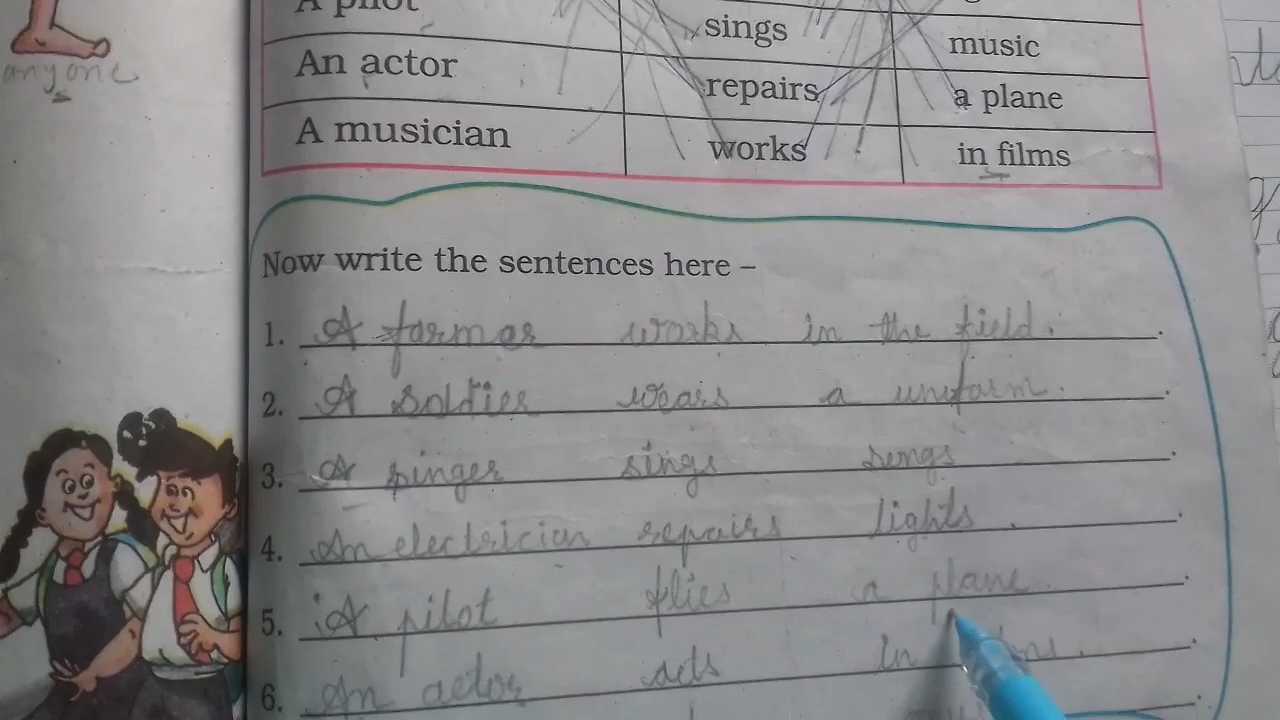 A pilot
sings
music
anyone
An actor
repairs
a plane
A musician
works
in films
Now write the sentences here –
1. A farmer works in the field.
2. A soldier wears a uniform.
3. A singer sings songs
4. An electrician repairs lights.
5. A pilot flies a plane.
6. An actor acts in